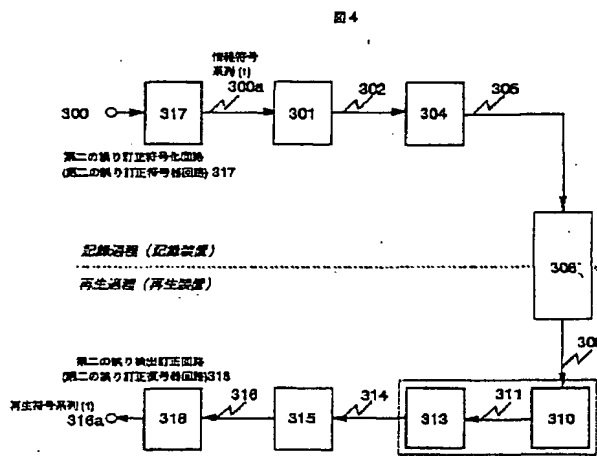 図4
情報符号
系列(1)
300a
302
305
300
317
301
304
第二の誤り訂正符号化回路
(第二の誤り訂正符号器回路)317
記録過程(記録装置)
306
再生過程(再生装置)
第二の誤り検出訂正回路
(第二の誤り訂正復号器回路)318
再生符号系列(1)
316a
316
314
311
318
315
313
310